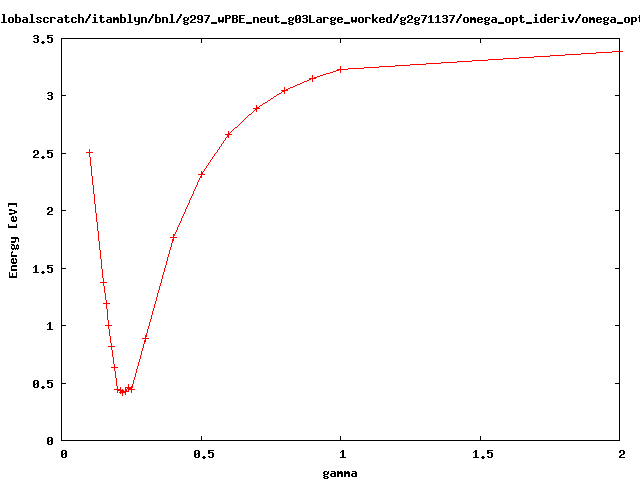 lobalscratch/itamblyn/bnl/g297_wPBE_neut_g03Large_worked/g2g71137/omega_opt_ideriv/omega_opt
3.5
3
2.5
2
1.5
1
0.5
0
Energy [eV]
0 0.5 1 1.5 2
gamma